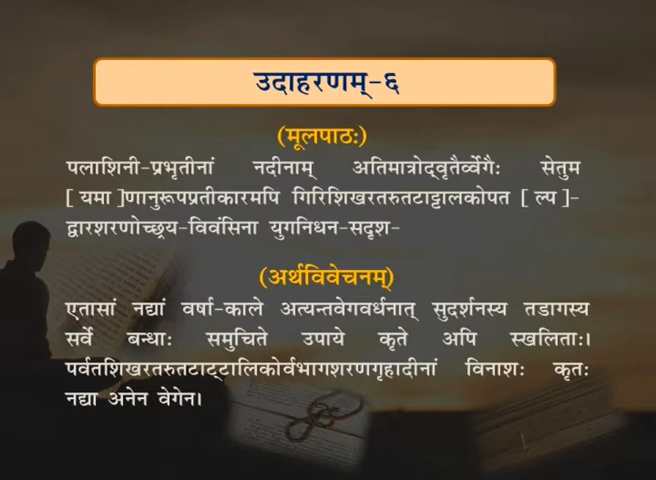 उदाहरणम्-६
(मूलपाठः)
पलाशिनी-प्रभृतीनां नदीनाम् अतिमात्रोद्वृतैर्व्वेगैः सेतुम
[ यमा ]णानुरूपप्रतीकारमपि गिरिशिखरतरुतटाट्टालकोपत [ ल्प ]-
द्वारशरणोच्छ्रय-विवंसिना युगनिधन-सदृश-
(अर्थविवेचनम्)
एतासां नद्यां वर्षा-काले अत्यन्तवेगवर्धनात् सुदर्शनस्य तडागस्य
सर्वे बन्धाः समुचिते उपाये कृते अपि स्खलिताः।
पर्वतशिखरतरुतटाट्टालिकोर्वभागशरणगृहादीनां विनाशः कृतः
नद्या अनेन वेगेन।